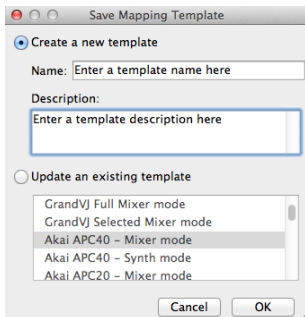 Save Mapping Template
Create a new template
Name: Enter a template name here
Description:
Enter a template description here
Update an existing template
GrandVJ Full Mixer mode
GrandVJ Selected Mixer mode
Akai APC40 – Mixer mode
Akai APC40 – Synth mode
Akai APC20 – Mixer mode
Cancel OK